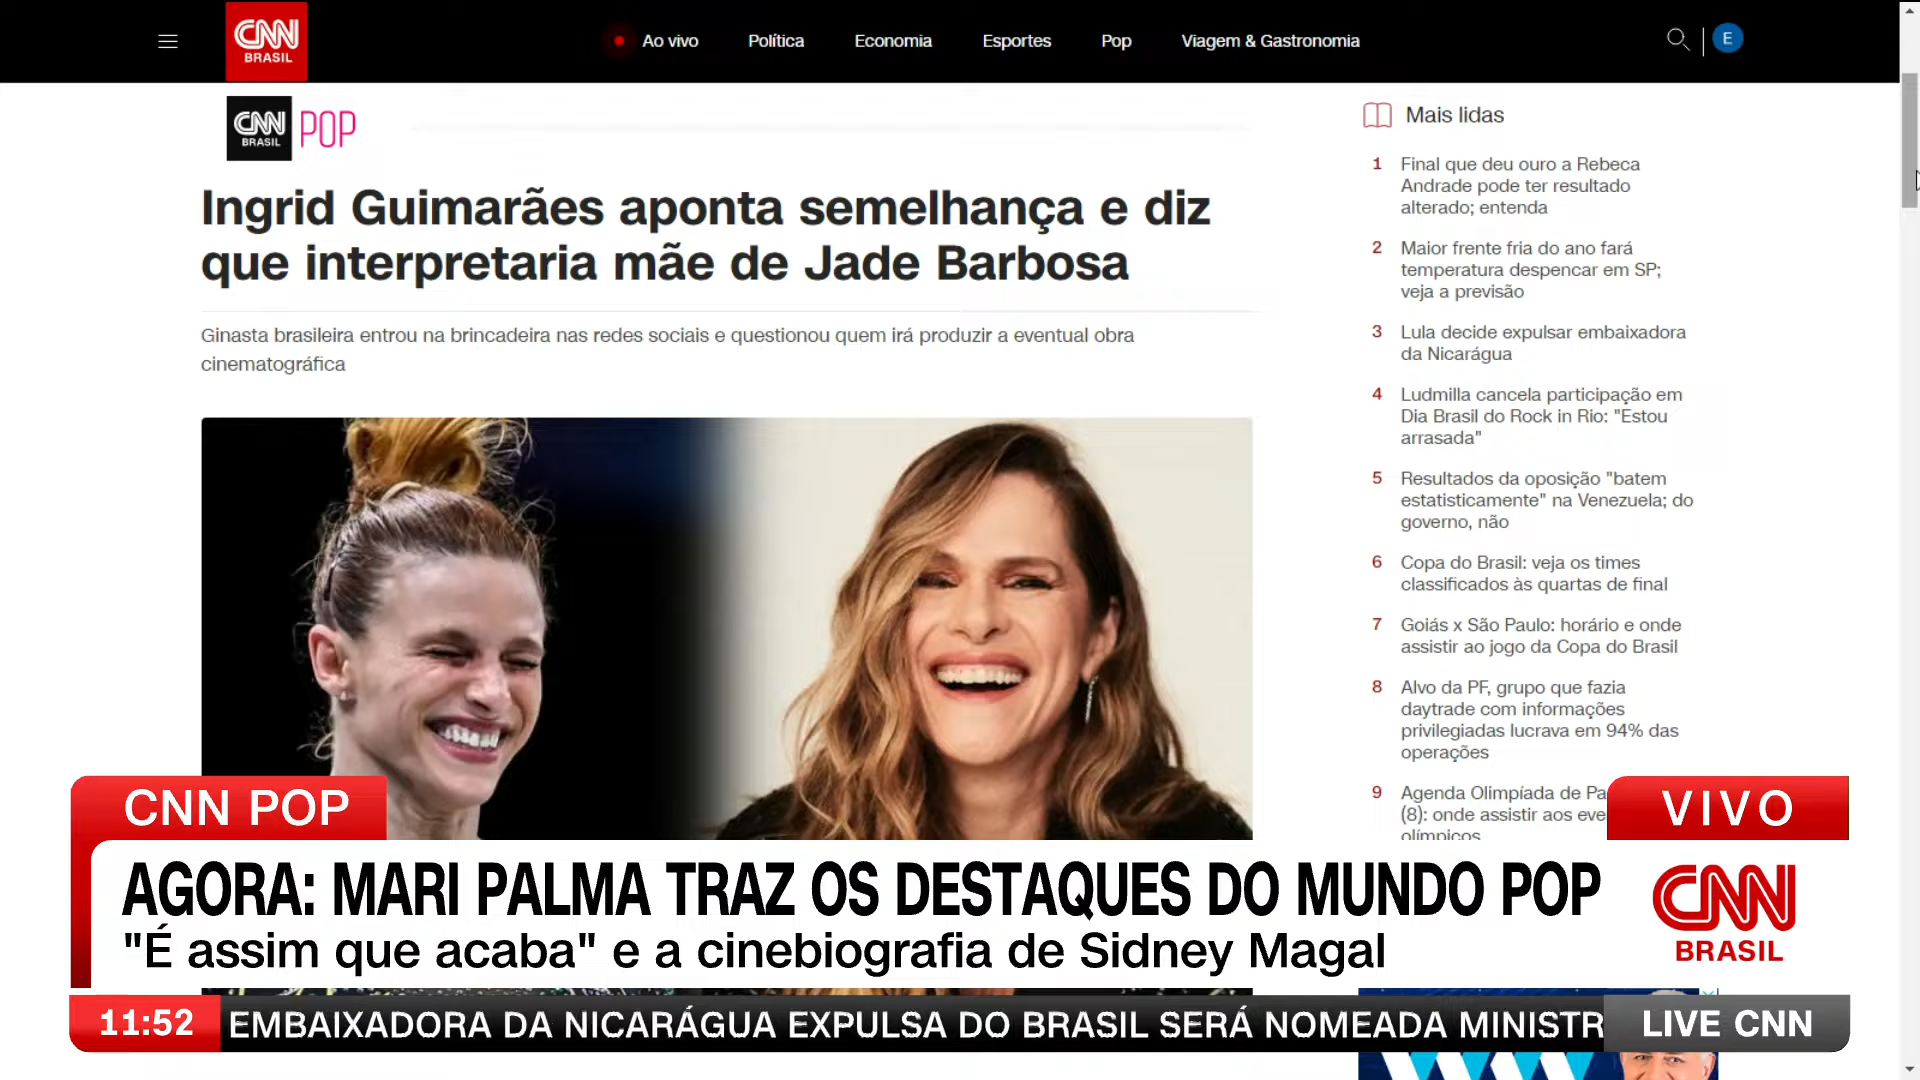 CNN BRASIL
Ao vivo Política Economia Esportes Pop Viagem & Gastronomia
E
CNN BRASIL POP
Ingrid Guimarães aponta semelhança e diz
que interpretaria mãe de Jade Barbosa
Ginasta brasileira entrou na brincadeira nas redes sociais e questionou quem irá produzir a eventual obra
cinematográfica
Mais lidas
1 Final que deu ouro a Rebeca
Andrade pode ter resultado
alterado; entenda
2 Maior frente fria do ano fará
temperatura despencar em SP;
veja a previsão
3 Lula decide expulsar embaixadora
da Nicarágua
4 Ludmilla cancela participação em
Dia Brasil do Rock in Rio: "Estou
arrasada"
5 Resultados da oposição "batem
estatisticamente" na Venezuela; do
governo, não
6 Copa do Brasil: veja os times
classificados às quartas de final
7 Goiás x São Paulo: horário e onde
assistir ao jogo da Copa do Brasil
8 Alvo da PF, grupo que fazia
daytrade com informações
privilegiadas lucrava em 94% das
operações
9 Agenda Olimpíada de Pa
(8): onde assistir aos eve
olímpicos
CNN POP
VIVO
AGORA: MARI PALMA TRAZ OS DESTAQUES DO MUNDO POP
"É assim que acaba" e a cinebiografia de Sidney Magal
CNN
BRASIL
11:52 EMBAIXADORA DA NICARÁGUA EXPULSA DO BRASIL SERÁ NOMEADA MINISTR LIVE CNN